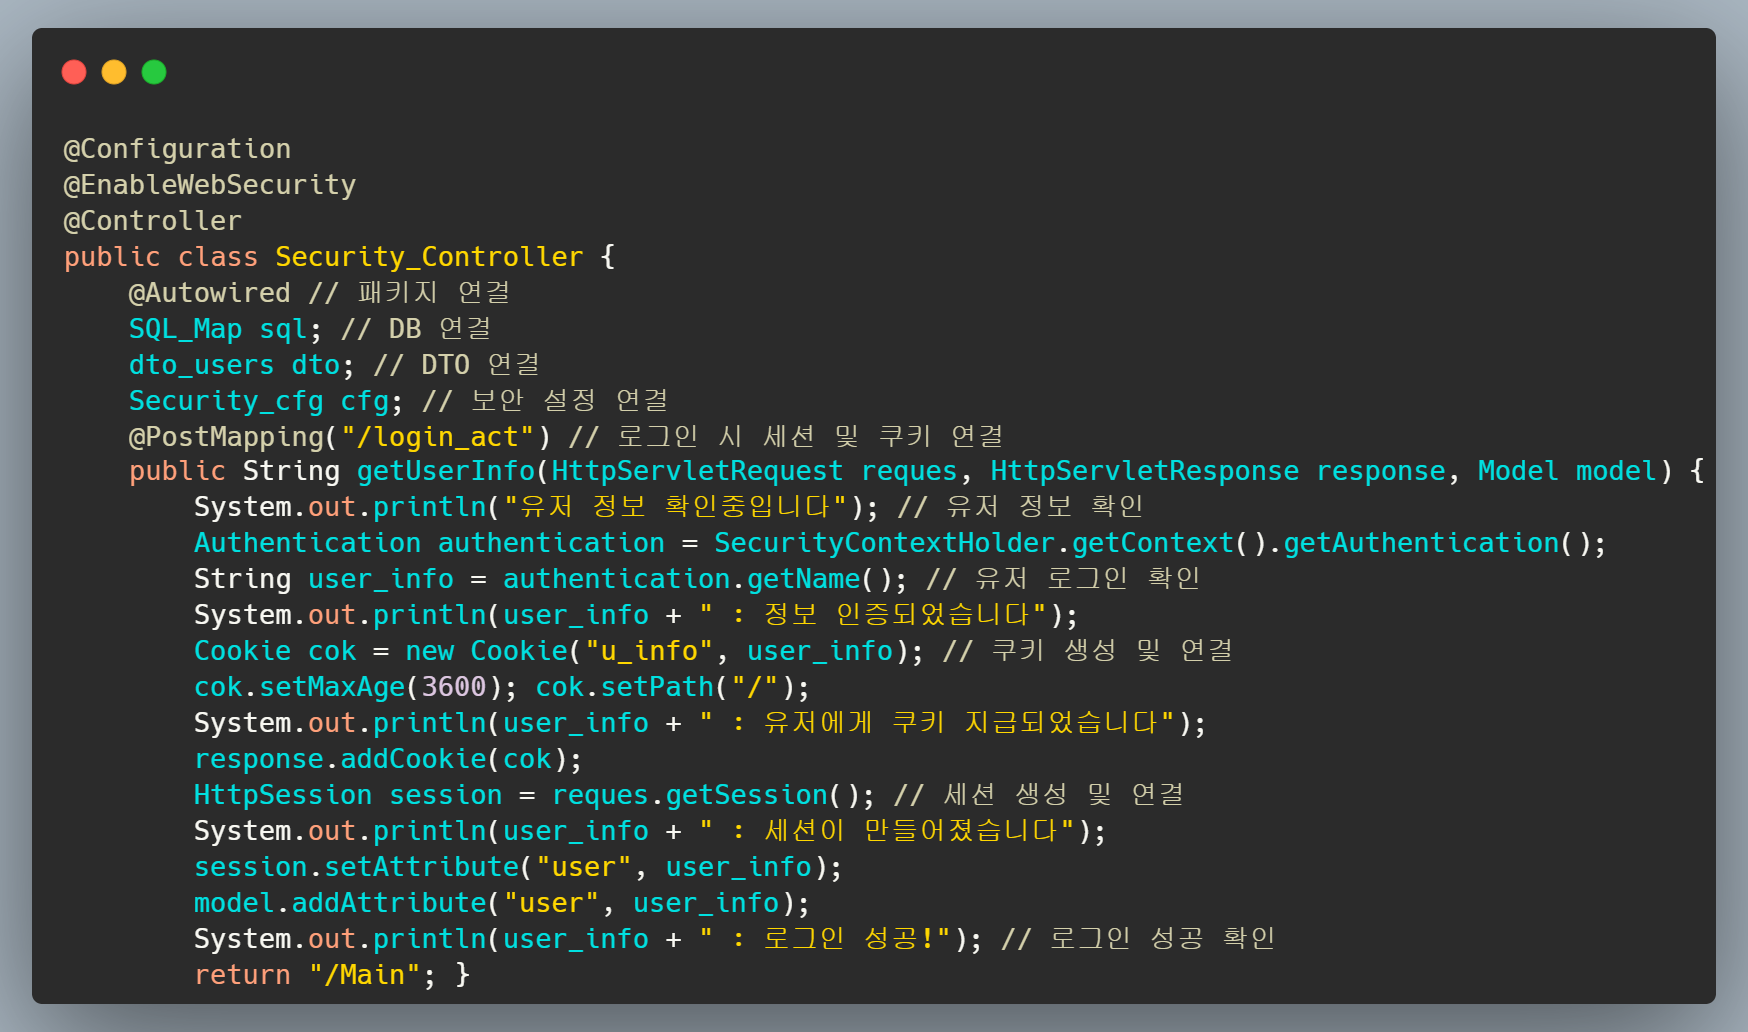 @Configuration
@EnableWebSecurity
@Controller
public class Security_Controller {
    @Autowired // 패키지 연결
    SQL_Map sql; // DB 연결
    dto_users dto; // DTO 연결
    Security_cfg cfg; // 보안 설정 연결
    @PostMapping("/login_act") // 로그인 시 세션 및 쿠키 연결
    public String getUserInfo(HttpServletRequest reques, HttpServletResponse response, Model model) {
        System.out.println("유저 정보 확인중입니다"); // 유저 정보 확인
        Authentication authentication = SecurityContextHolder.getContext().getAuthentication();
        String user_info = authentication.getName(); // 유저 로그인 확인
        System.out.println(user_info + " : 정보 인증되었습니다");
        Cookie cok = new Cookie("u_info", user_info); // 쿠키 생성 및 연결
        cok.setMaxAge(3600); cok.setPath("/");
        System.out.println(user_info + " : 유저에게 쿠키 지급되었습니다");
        response.addCookie(cok);
        HttpSession session = reques.getSession(); // 세션 생성 및 연결
        System.out.println(user_info + " : 세션이 만들어졌습니다");
        session.setAttribute("user", user_info);
        model.addAttribute("user", user_info);
        System.out.println(user_info + " : 로그인 성공!"); // 로그인 성공 확인
        return "/Main"; }